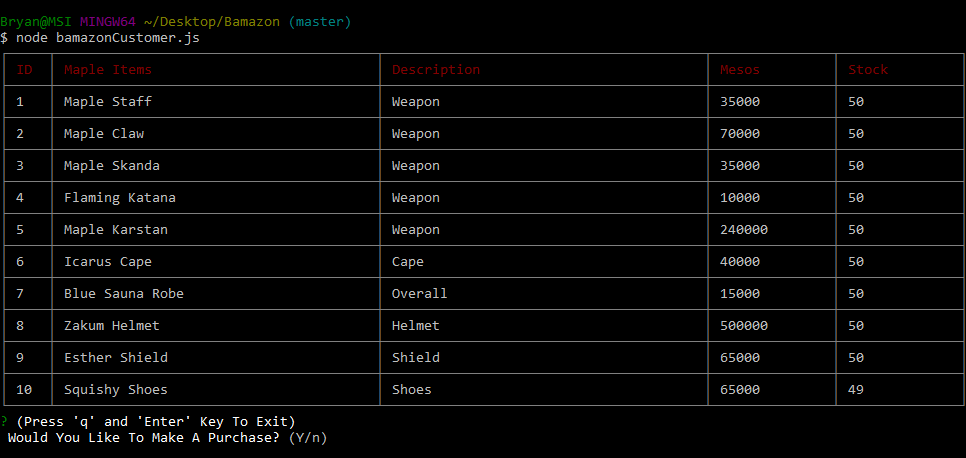 Bryan@MSI MINGW64 ~/Desktop/Bamazon (master)
$ node bamazonCustomer.js
ID Maple Items Description Mesos Stock
1 Maple Staff Weapon 35000 50
2 Maple Claw Weapon 70000 50
3 Maple Skanda Weapon 35000 50
4 Flaming Katana Weapon 10000 50
5 Maple Karstan Weapon 240000 50
6 Icarus Cape Cape 40000 50
7 Blue Sauna Robe Overall 15000 50
8 Zakum Helmet Helmet 500000 50
9 Esther Shield Shield 65000 50
10 Squishy Shoes Shoes 65000 49
? (Press 'q' and 'Enter' Key To Exit)
Would You Like To Make A Purchase? (Y/n)